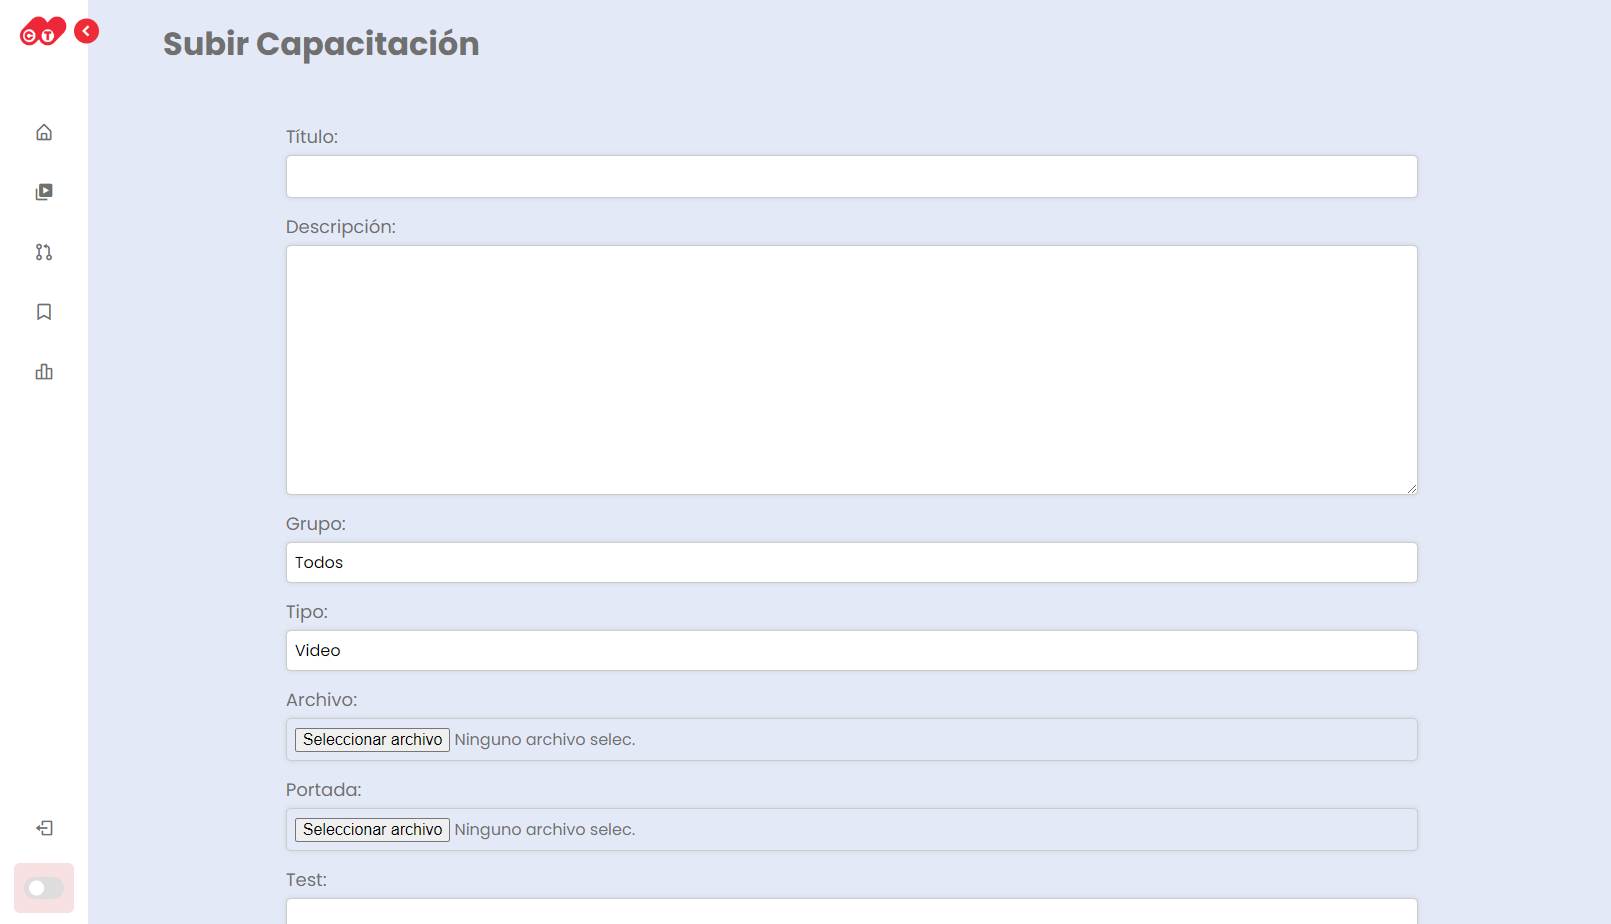 CT
Subir Capacitación
Título:
Descripción:
Grupo:
Todos
Tipo:
Video
Archivo:
Seleccionar archivo Ninguno archivo selec.
Portada:
Seleccionar archivo Ninguno archivo selec.
Test: